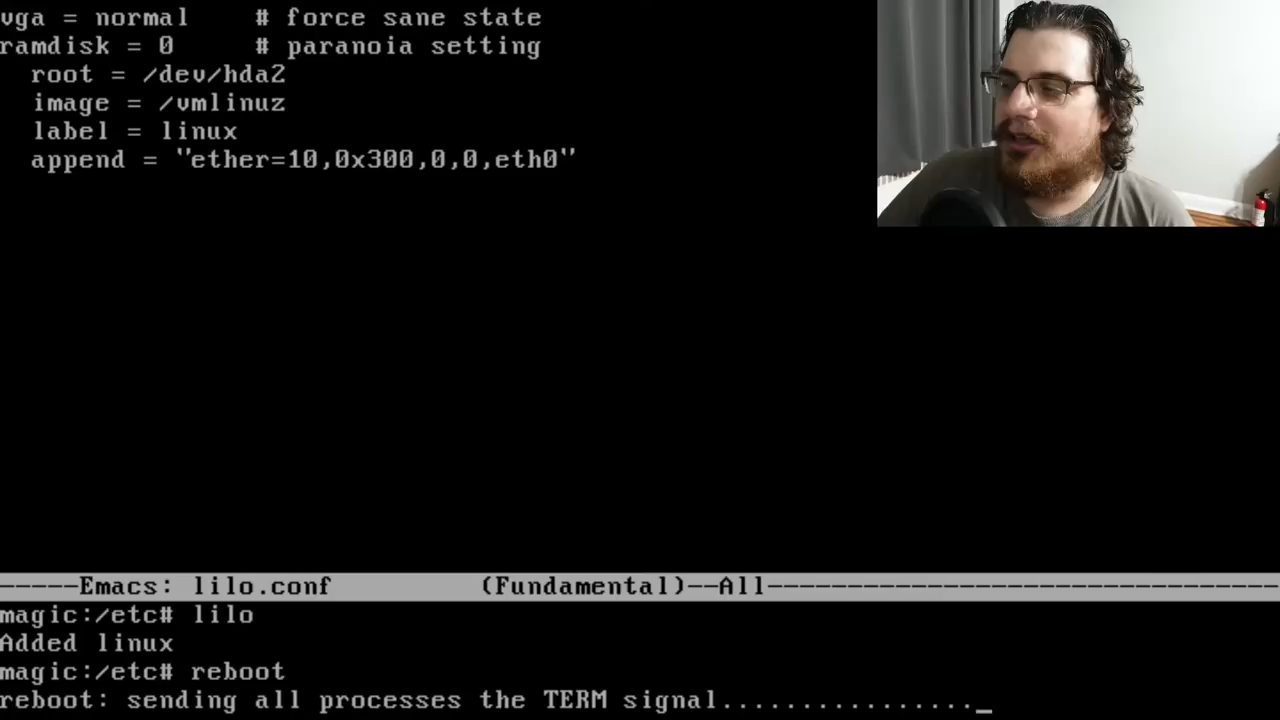 vga = normal    # force sane state
ramdisk = 0     # paranoia setting
  root = /dev/hda2
  image = /vmlinuz
  label = linux
  append = "ether=10,0x300,0,0,eth0"
-----Emacs: lilo.conf          (Fundamental)--All--------------------------------
magic:/etc# lilo
Added linux
magic:/etc# reboot
reboot: sending all processes the TERM signal................_